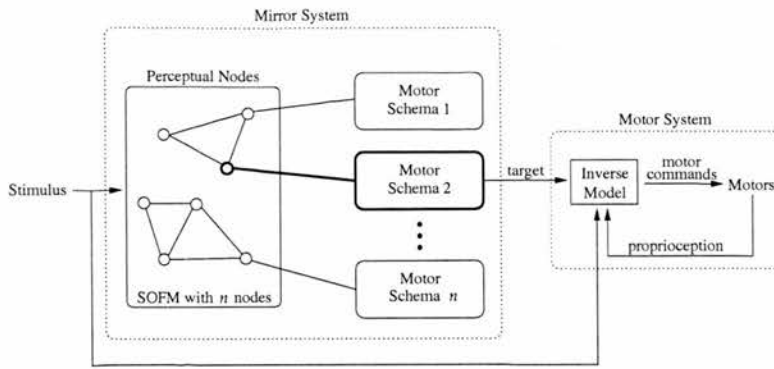 Mirror System
Perceptual Nodes
Motor
Schema 1
Motor System
Motor
Schema 2
target
Inverse
Model
motor
commands
Motors
Stimulus
proprioception
SOFM with n nodes
Motor
Schema n